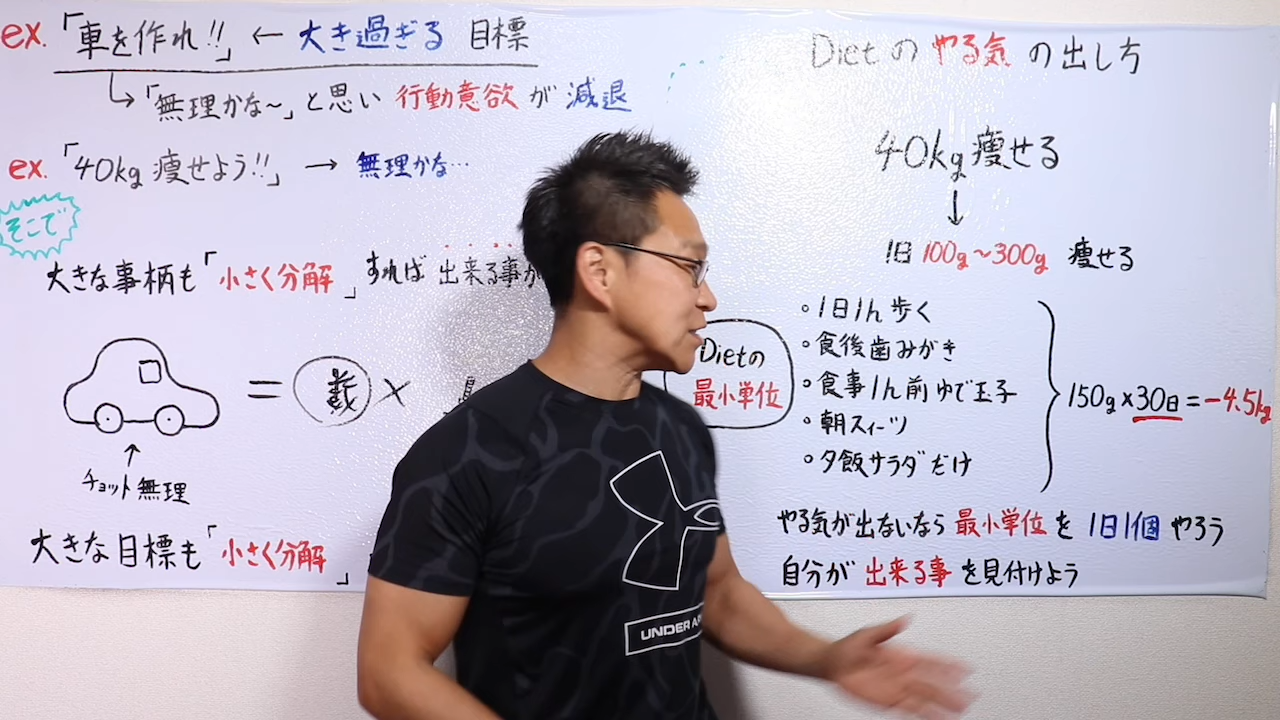 ex.「車を作れ!!」← 大き過ぎる 目標
↳「無理かな～」と思い 行動意欲 が 減退
ex.「40kg 痩せよう!!」→ 無理かな…
そこで
大きな事柄も「小さく分解」すれば 出来る事が
= ×
チョット無理
大きな目標も「小さく分解」
Dietの やる気 の出し方
40kg痩せる
↓
1日 100g～300g 痩せる
Dietの
最小単位
・1日1h歩く
・食後歯みがき
・食事1h前ゆで玉子
・朝スイーツ
・夕飯サラダだけ
150g×30日=-4.5kg
やる気が出ないなら 最小単位 を 1日1個 やろう
自分が 出来る事 を見付けよう
UNDER